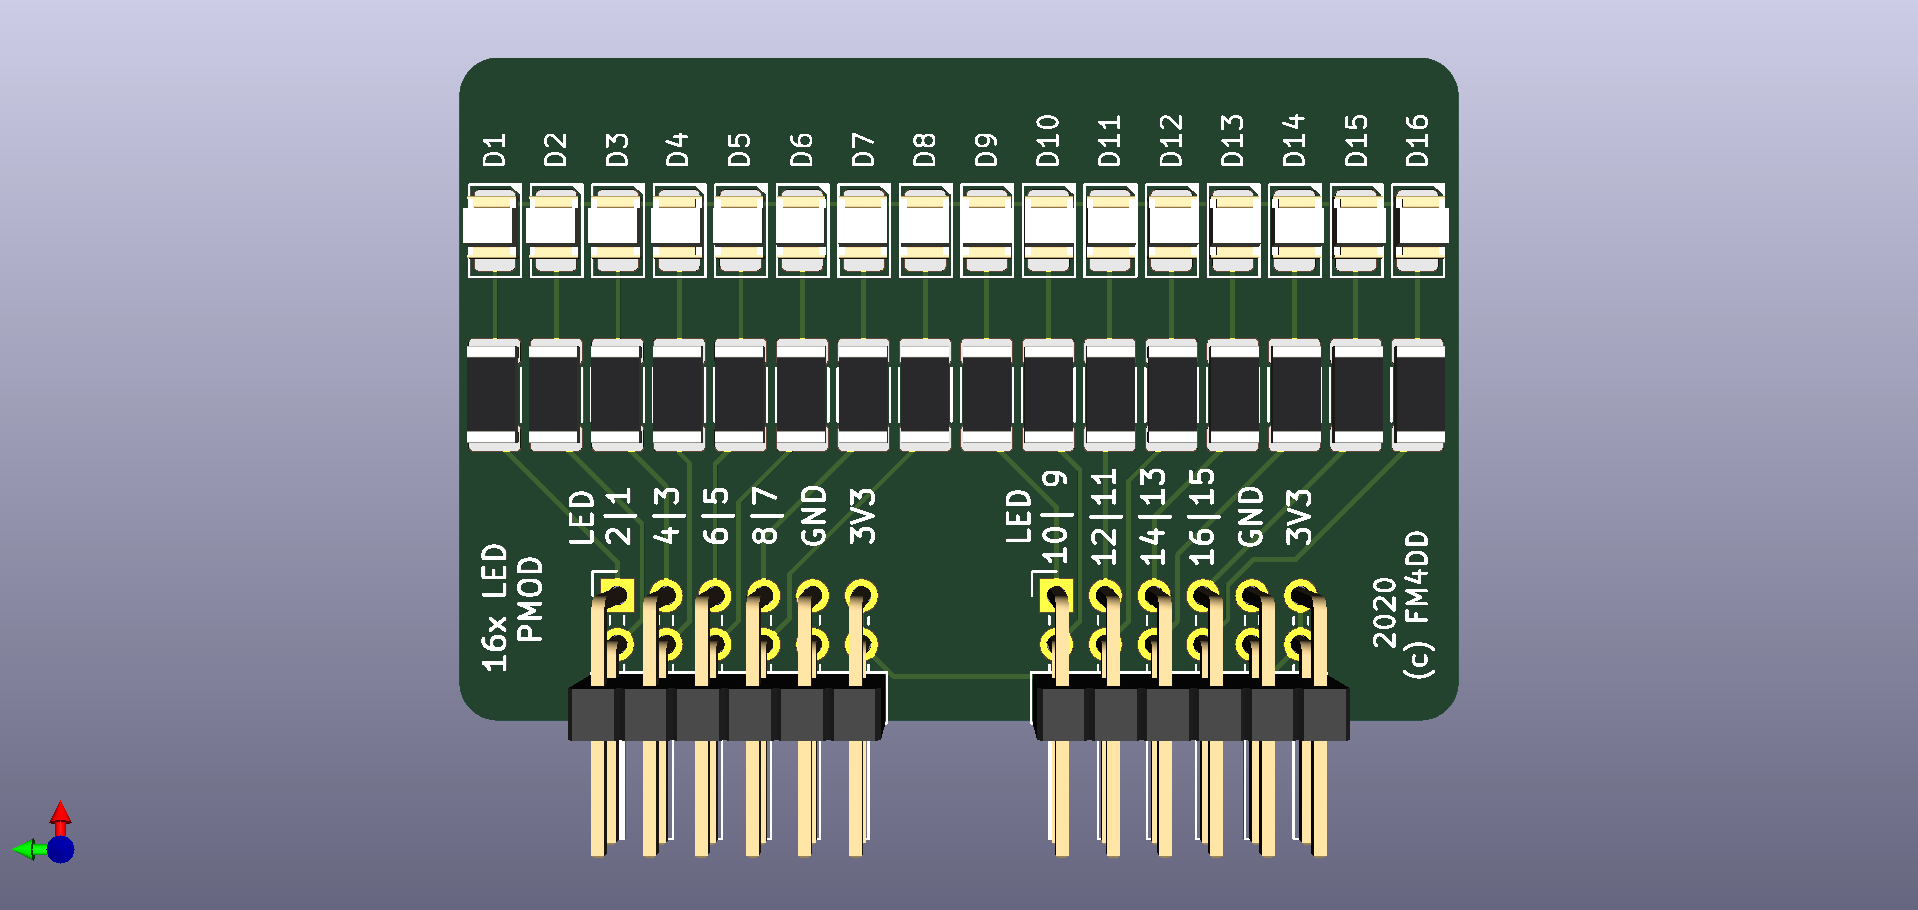 D1
D2
D3
D4
D5
D6
D7
D8
D9
D10
D11
D12
D13
D14
D15
D16
LED
2|1
4|3
6|5
8|7
GND
3V3
LED
10| 9
12|11
14|13
16|15
GND
3V3
16x LED
PMOD
2020
(c) FM4DD